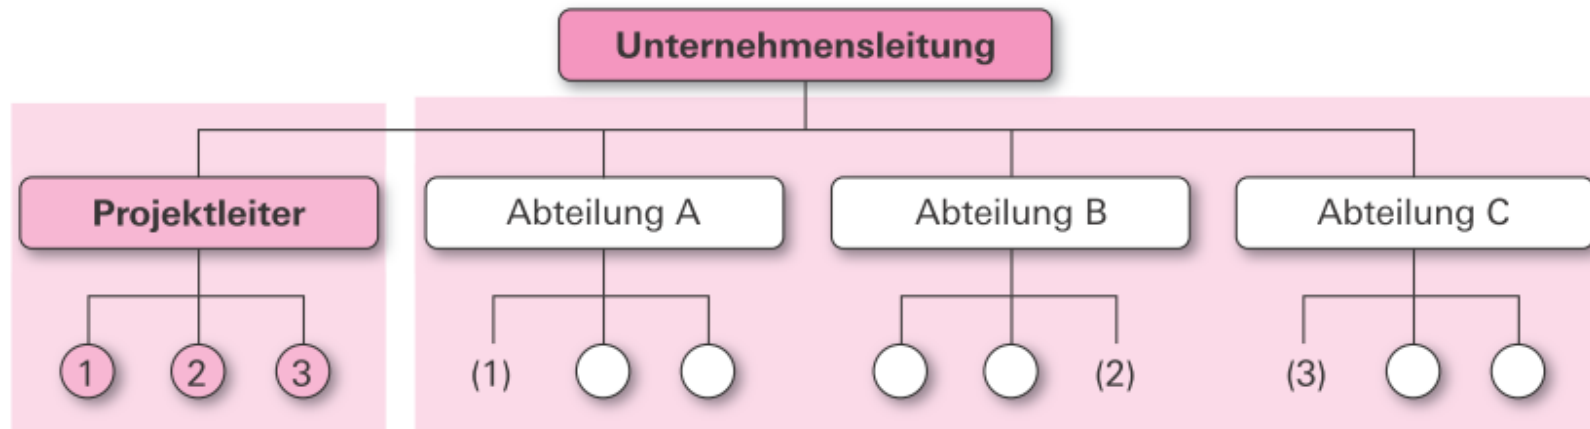 Unternehmensleitung
Projektleiter
Abteilung A
Abteilung B
Abteilung C
1
2
3
(1)
(2)
(3)